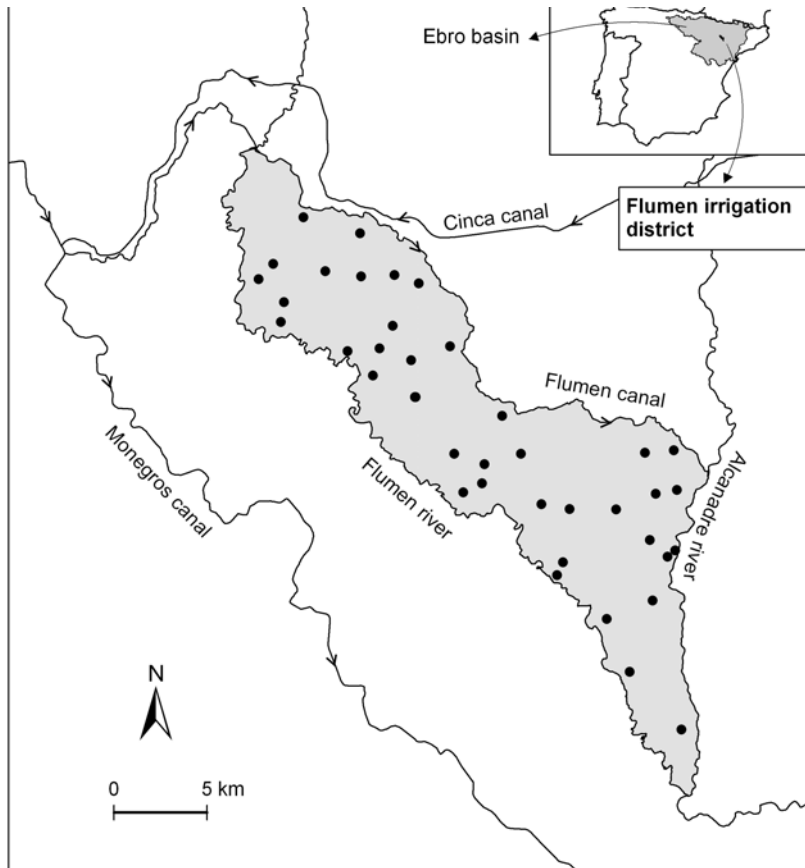 Ebro basin
Flumen irrigation
district
Cinca canal
Flumen canal
Monegros canal
Flumen river
Alcanadre river
N
0 5 km